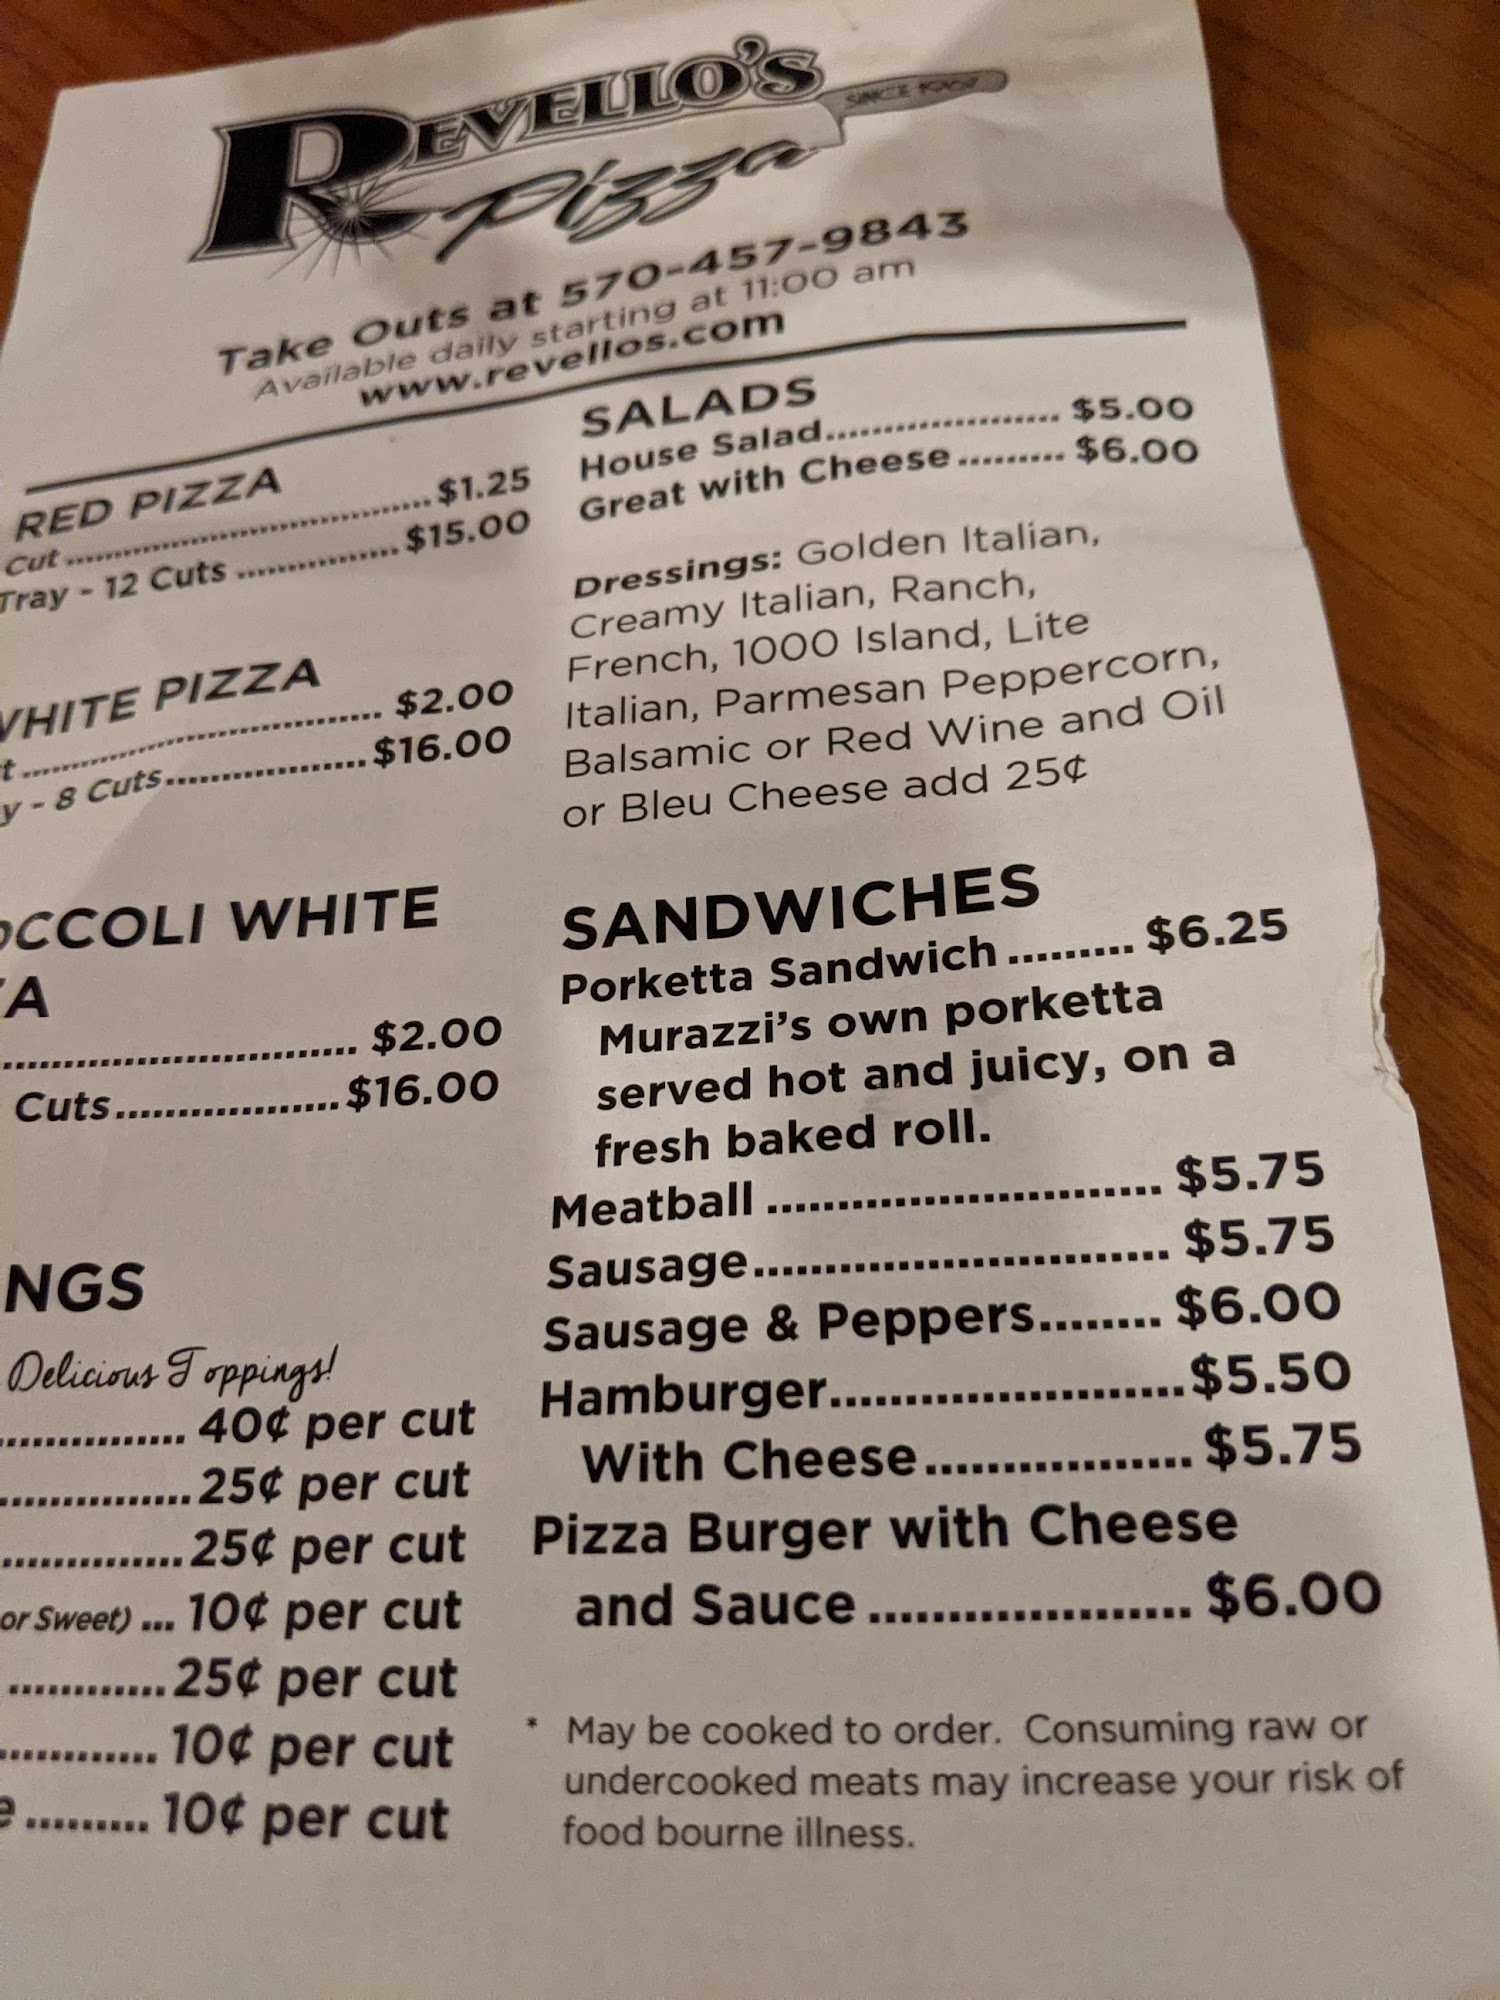 REVELLO'S
SINCE 1967
Pizza
Take Outs at 570-457-9843
Available daily starting at 11:00 am
www.revellos.com
RED PIZZA
Cut ........ $1.25
Tray - 12 Cuts ........ $15.00
WHITE PIZZA
........ $2.00
- 8 Cuts........ $16.00
OCCOLI WHITE
........ $2.00
Cuts........ $16.00
NGS
Delicious Toppings!
........ 40¢ per cut
........ 25¢ per cut
........ 25¢ per cut
or Sweet) ... 10¢ per cut
........ 25¢ per cut
........ 10¢ per cut
........ 10¢ per cut
SALADS
House Salad........ $5.00
Great with Cheese ........ $6.00
Dressings: Golden Italian,
Creamy Italian, Ranch,
French, 1000 Island, Lite
Italian, Parmesan Peppercorn,
Balsamic or Red Wine and Oil
or Bleu Cheese add 25¢
SANDWICHES
Porketta Sandwich ......... $6.25
Murazzi's own porketta
served hot and juicy, on a
fresh baked roll.
Meatball ........ $5.75
Sausage........ $5.75
Sausage & Peppers........ $6.00
Hamburger........ $5.50
With Cheese........ $5.75
Pizza Burger with Cheese
and Sauce ........ $6.00
* May be cooked to order. Consuming raw or
undercooked meats may increase your risk of
food bourne illness.